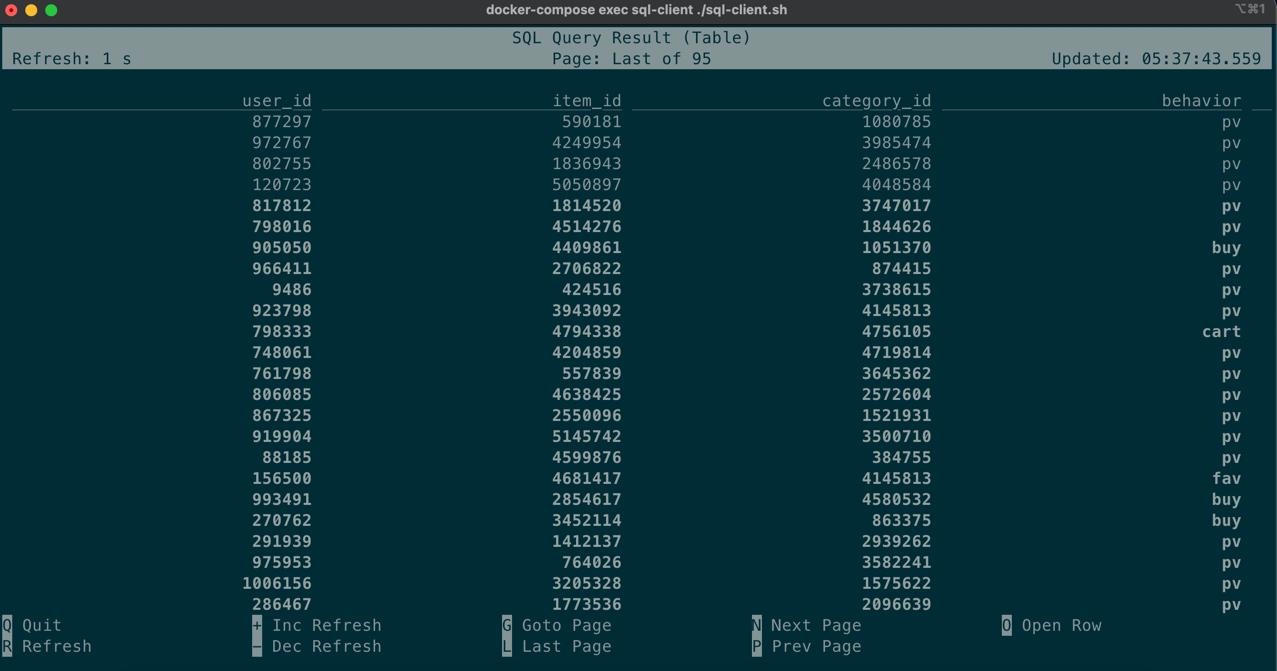 docker-compose exec sql-client ./sql-client.sh ⌥⌘1
SQL Query Result (Table)
Refresh: 1 s Page: Last of 95 Updated: 05:37:43.559
user_id item_id category_id behavior
877297 590181 1080785 pv
972767 4249954 3985474 pv
802755 1836943 2486578 pv
120723 5050897 4048584 pv
817812 1814520 3747017 pv
798016 4514276 1844626 pv
905050 4409861 1051370 buy
966411 2706822 874415 pv
9486 424516 3738615 pv
923798 3943092 4145813 pv
798333 4794338 4756105 cart
748061 4204859 4719814 pv
761798 557839 3645362 pv
806085 4638425 2572604 pv
867325 2550096 1521931 pv
919904 5145742 3500710 pv
88185 4599876 384755 pv
156500 4681417 4145813 fav
993491 2854617 4580532 buy
270762 3452114 863375 buy
291939 1412137 2939262 pv
975953 764026 3582241 pv
1006156 3205328 1575622 pv
286467 1773536 2096639 pv
Q Quit + Inc Refresh G Goto Page N Next Page O Open Row
R Refresh - Dec Refresh L Last Page P Prev Page